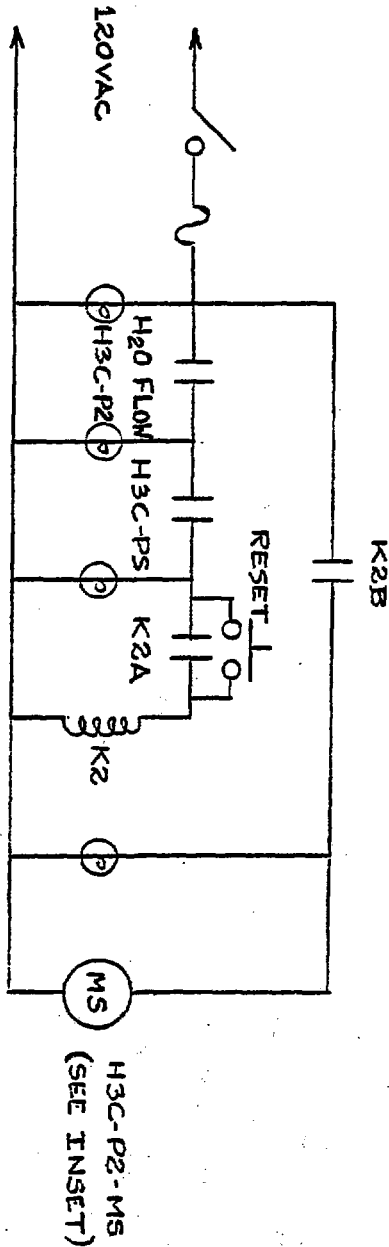 120VAC
H2O FLOW
H3C-P2
H3C-PS
RESET
K2A
K2
K2B
MS
H3C-P2-MS
(SEE INSET)